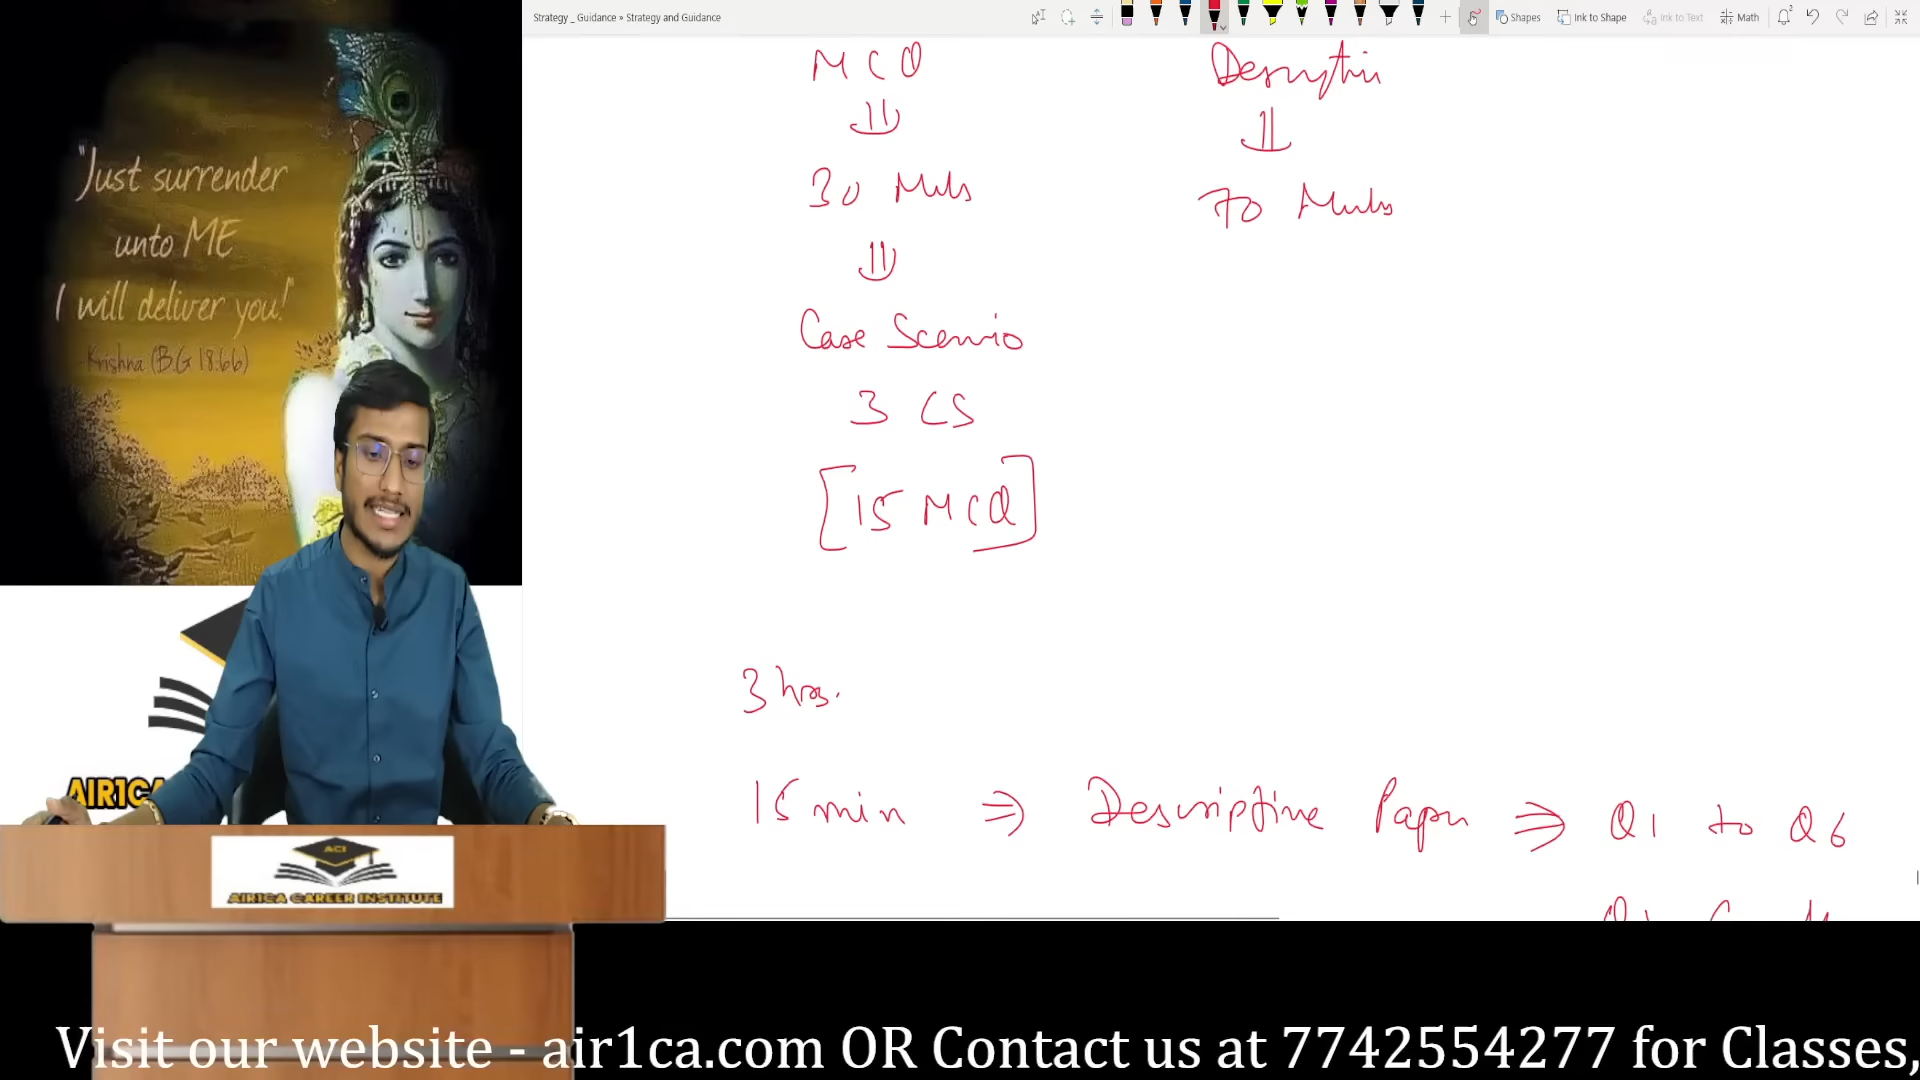 Strategy _ Guidance » Strategy and Guidance
Shapes
Ink to Shape
Ink to Text
Math
"Just surrender
unto ME
I will deliver you!"
Krishna (B.G 18:66)
MCQ
Descriptive
30 Marks
70 Marks
Case Scenario
3 CS
[15 MCQ]
3 hrs.
15 min ⇒ Descriptive Paper ⇒ Q1 to Q6
AIR1CA
ACI
AIR1CA CAREER INSTITUTE
Visit our website - air1ca.com OR Contact us at 7742554277 for Classes,